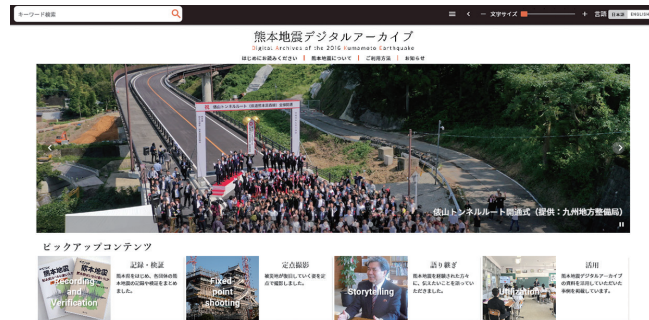 キーワード検索
文字サイズ
言語 日本語 ENGLISH
熊本地震デジタルアーカイブ
Digital Archives of the 2016 Kumamoto Earthquake
はじめにお読みください | 熊本地震について | ご利用方法 | お知らせ
俵山トンネルルート開通式（提供：九州地方整備局）
ピックアップコンテンツ
熊本地震
熊本地震
Recording
and
Verification
記録・検証
熊本県をはじめ、各団体の熊
本地震の記録や検証をまとめ
ました。
Fixed
point
shooting
定点撮影
被災地が復旧していく姿を定
点で撮影しました。
Storytelling
語り継ぎ
熊本地震を経験された方々
に、伝えたいことを語ってい
ただきました。
Utilization
活用
熊本地震デジタルアーカイブ
の資料を活用していただいた
事例を掲載しています。